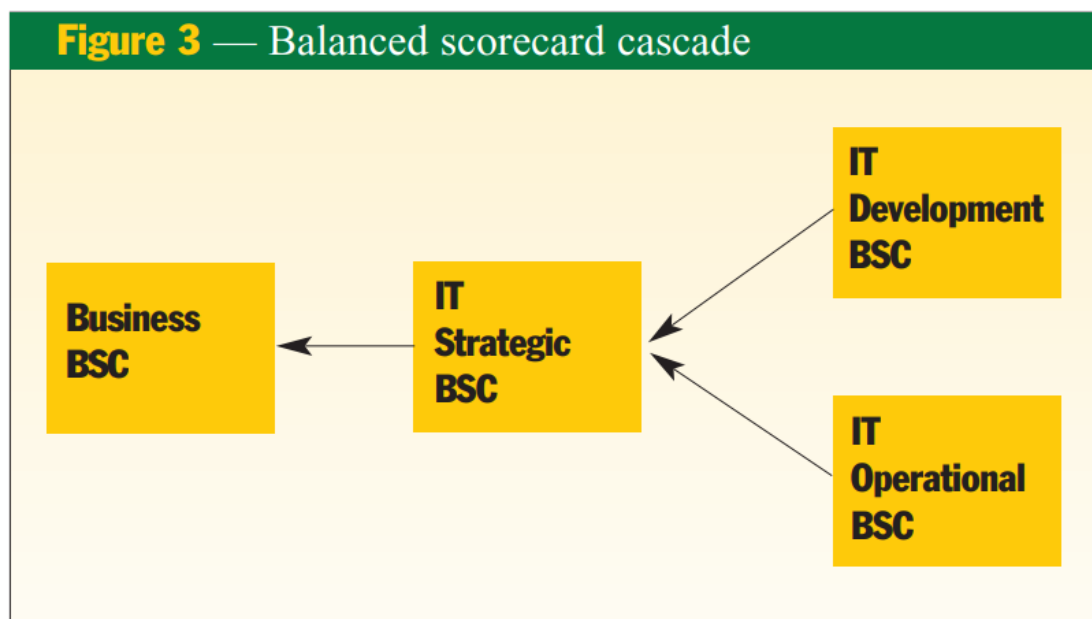 Figure 3 — Balanced scorecard cascade
Business
BSC
IT
Strategic
BSC
IT
Development
BSC
IT
Operational
BSC